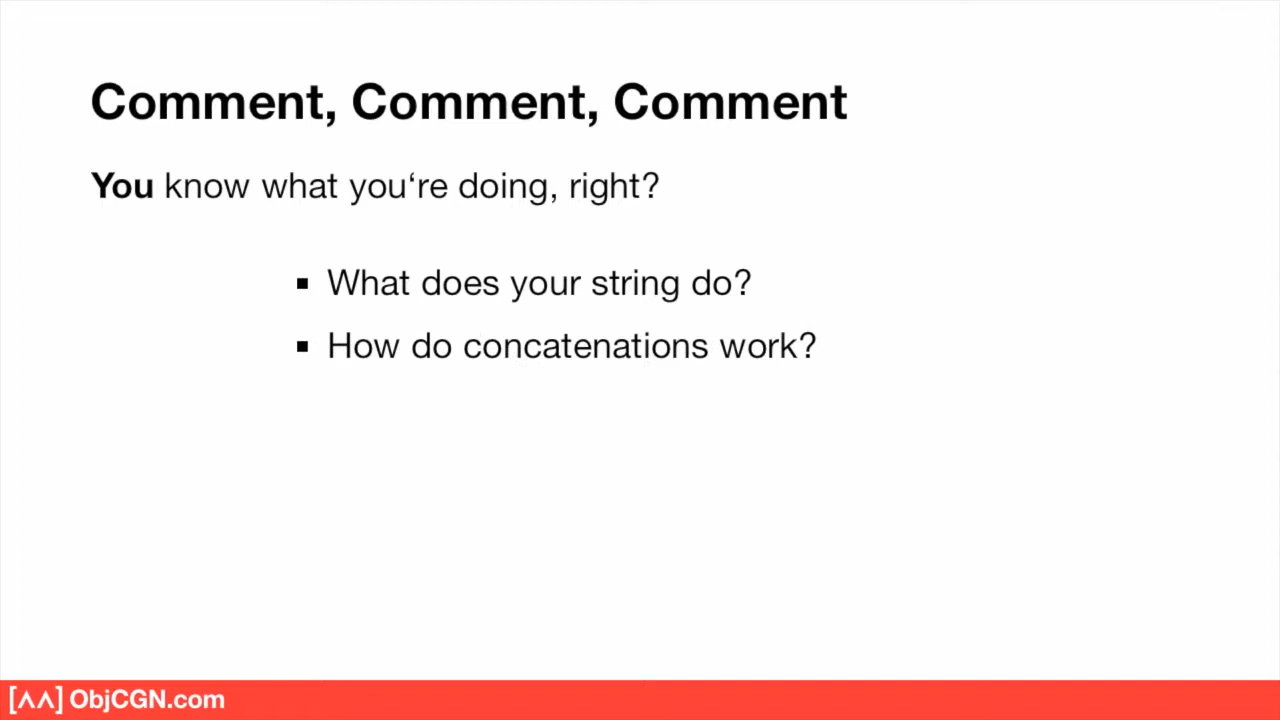 Comment, Comment, Comment
You know what you‘re doing, right?
▪ What does your string do?
▪ How do concatenations work?
[ʌʌ] ObjCGN.com